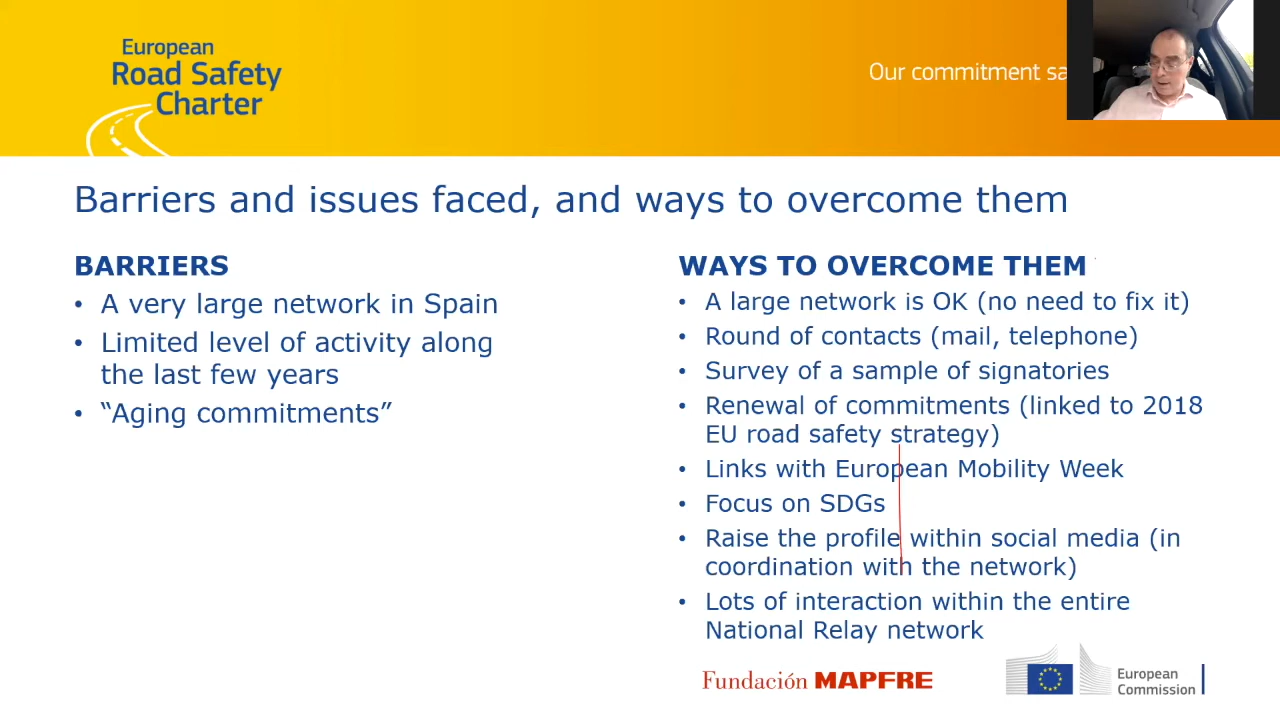 European
Road Safety
Charter
Our commitment sa
Barriers and issues faced, and ways to overcome them
BARRIERS
• A very large network in Spain
• Limited level of activity along
the last few years
• “Aging commitments”
WAYS TO OVERCOME THEM
• A large network is OK (no need to fix it)
• Round of contacts (mail, telephone)
• Survey of a sample of signatories
• Renewal of commitments (linked to 2018
EU road safety strategy)
• Links with European Mobility Week
• Focus on SDGs
• Raise the profile within social media (in
coordination with the network)
• Lots of interaction within the entire
National Relay network
Fundación MAPFRE
European
Commission